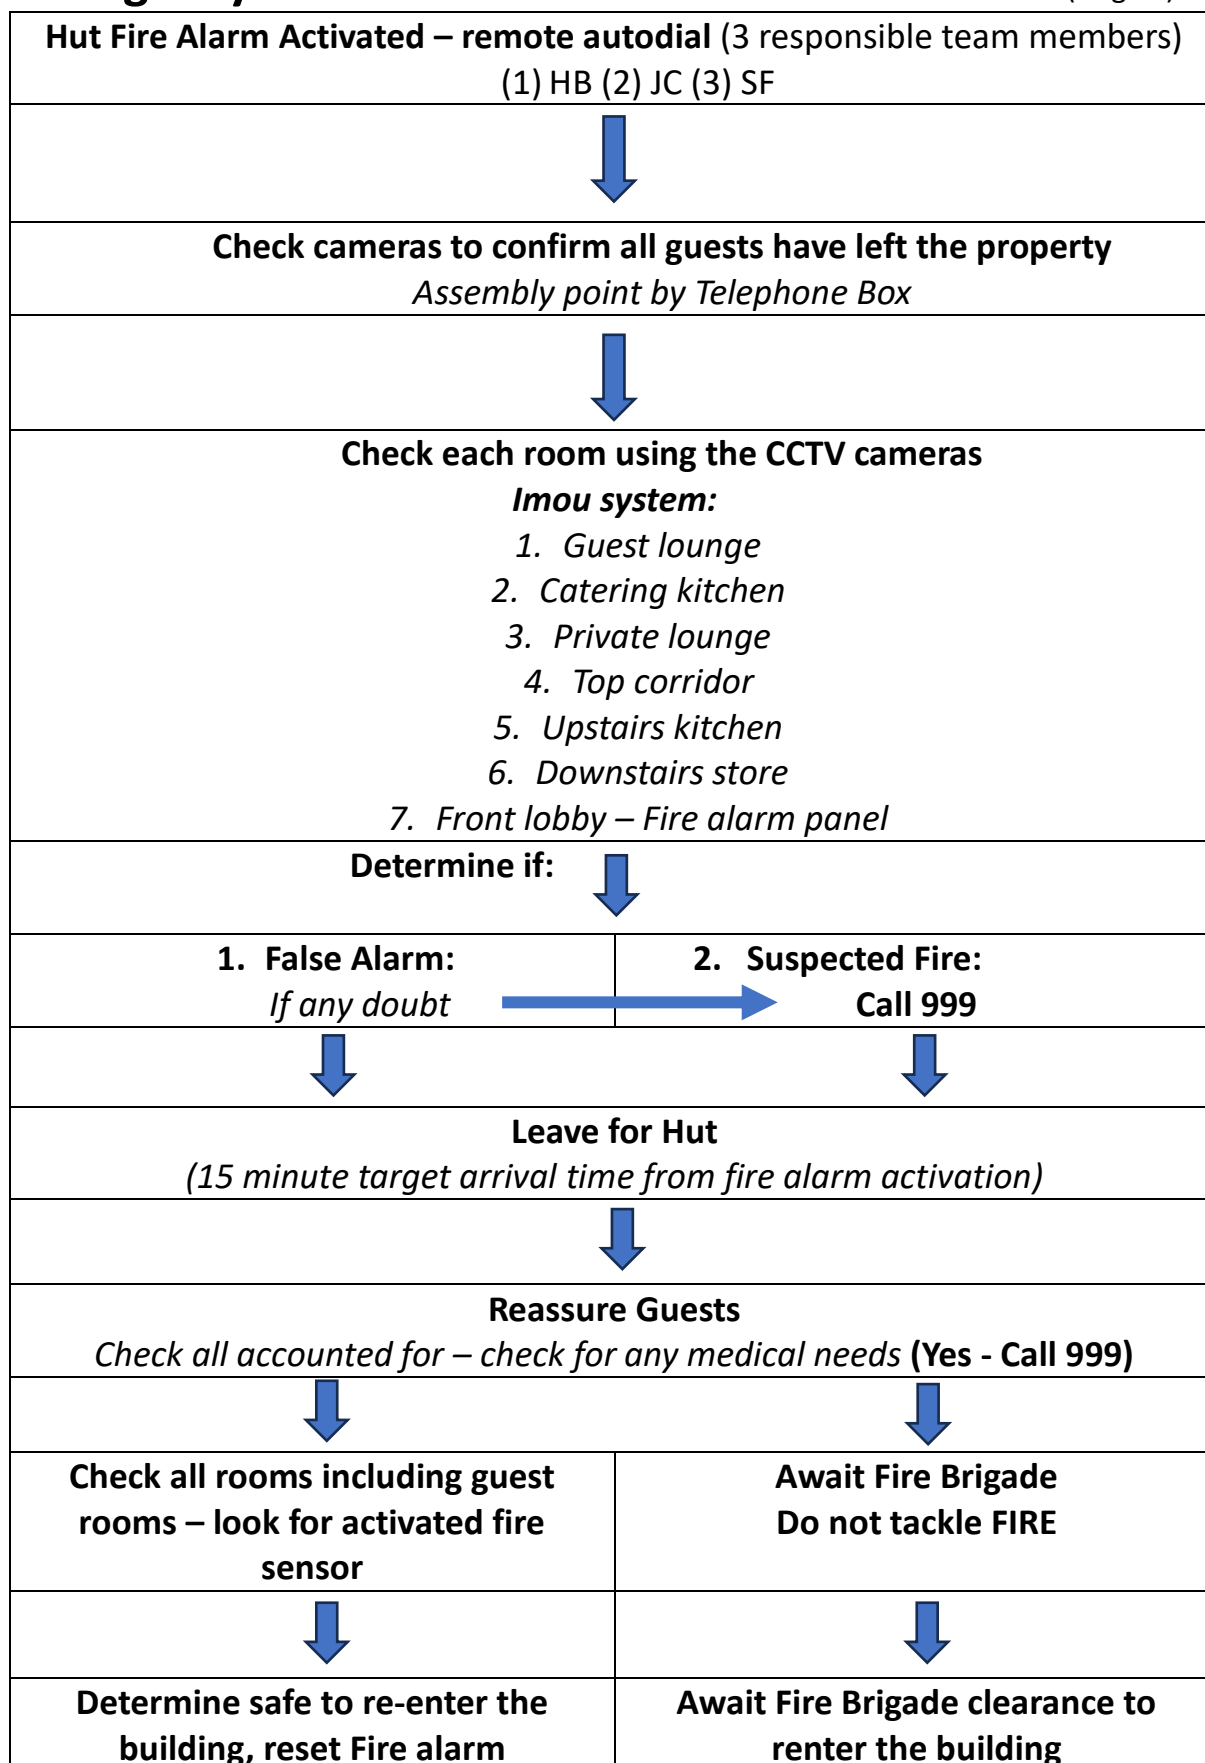 Hut Fire Alarm Activated – remote autodial (3 responsible team members)
(1) HB (2) JC (3) SF
Check cameras to confirm all guests have left the property
Assembly point by Telephone Box
Check each room using the CCTV cameras
Imou system:
1. Guest lounge
2. Catering kitchen
3. Private lounge
4. Top corridor
5. Upstairs kitchen
6. Downstairs store
7. Front lobby – Fire alarm panel
Determine if:
1. False Alarm:
If any doubt
2. Suspected Fire:
Call 999
Leave for Hut
(15 minute target arrival time from fire alarm activation)
Reassure Guests
Check all accounted for – check for any medical needs (Yes - Call 999)
Check all rooms including guest
rooms – look for activated fire
sensor
Await Fire Brigade
Do not tackle FIRE
Determine safe to re-enter the
building, reset Fire alarm
Await Fire Brigade clearance to
renter the building